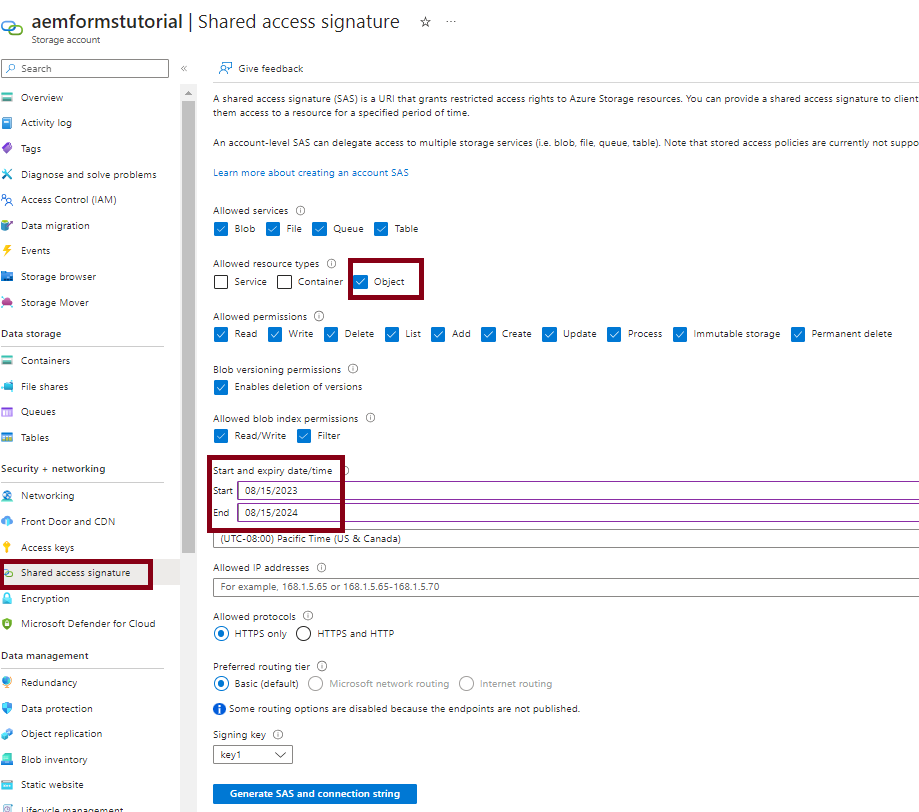 aemformstutorial | Shared access signature ☆ ...
Storage account
Search
«
Overview
Activity log
Tags
Diagnose and solve problems
Access Control (IAM)
Data migration
Events
Storage browser
Storage Mover
Data storage
Containers
File shares
Queues
Tables
Security + networking
Networking
Front Door and CDN
Access keys
Shared access signature
Encryption
Microsoft Defender for Cloud
Data management
Redundancy
Data protection
Object replication
Blob inventory
Static website
Lifecycle management
Give feedback
A shared access signature (SAS) is a URI that grants restricted access rights to Azure Storage resources. You can provide a shared access signature to client
them access to a resource for a specified period of time.
An account-level SAS can delegate access to multiple storage services (i.e. blob, file, queue, table). Note that stored access policies are currently not suppo
Learn more about creating an account SAS
Allowed services
Blob File Queue Table
Allowed resource types
Service Container Object
Allowed permissions
Read Write Delete List Add Create Update Process Immutable storage Permanent delete
Blob versioning permissions
Enables deletion of versions
Allowed blob index permissions
Read/Write Filter
Start and expiry date/time
Start 08/15/2023
End 08/15/2024
(UTC-08:00) Pacific Time (US & Canada)
Allowed IP addresses
For example, 168.1.5.65 or 168.1.5.65-168.1.5.70
Allowed protocols
HTTPS only HTTPS and HTTP
Preferred routing tier
Basic (default) Microsoft network routing Internet routing
Some routing options are disabled because the endpoints are not published.
Signing key
key1
Generate SAS and connection string